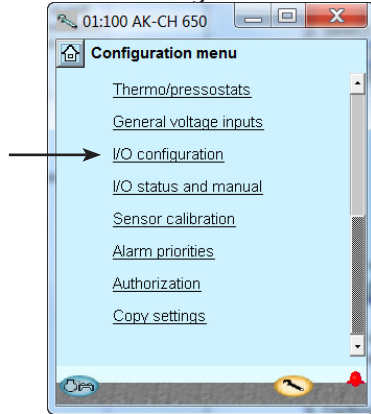 01:100 AK-CH 650
Configuration menu
Thermo/pressostats
General voltage inputs
I/O configuration
I/O status and manual
Sensor calibration
Alarm priorities
Authorization
Copy settings